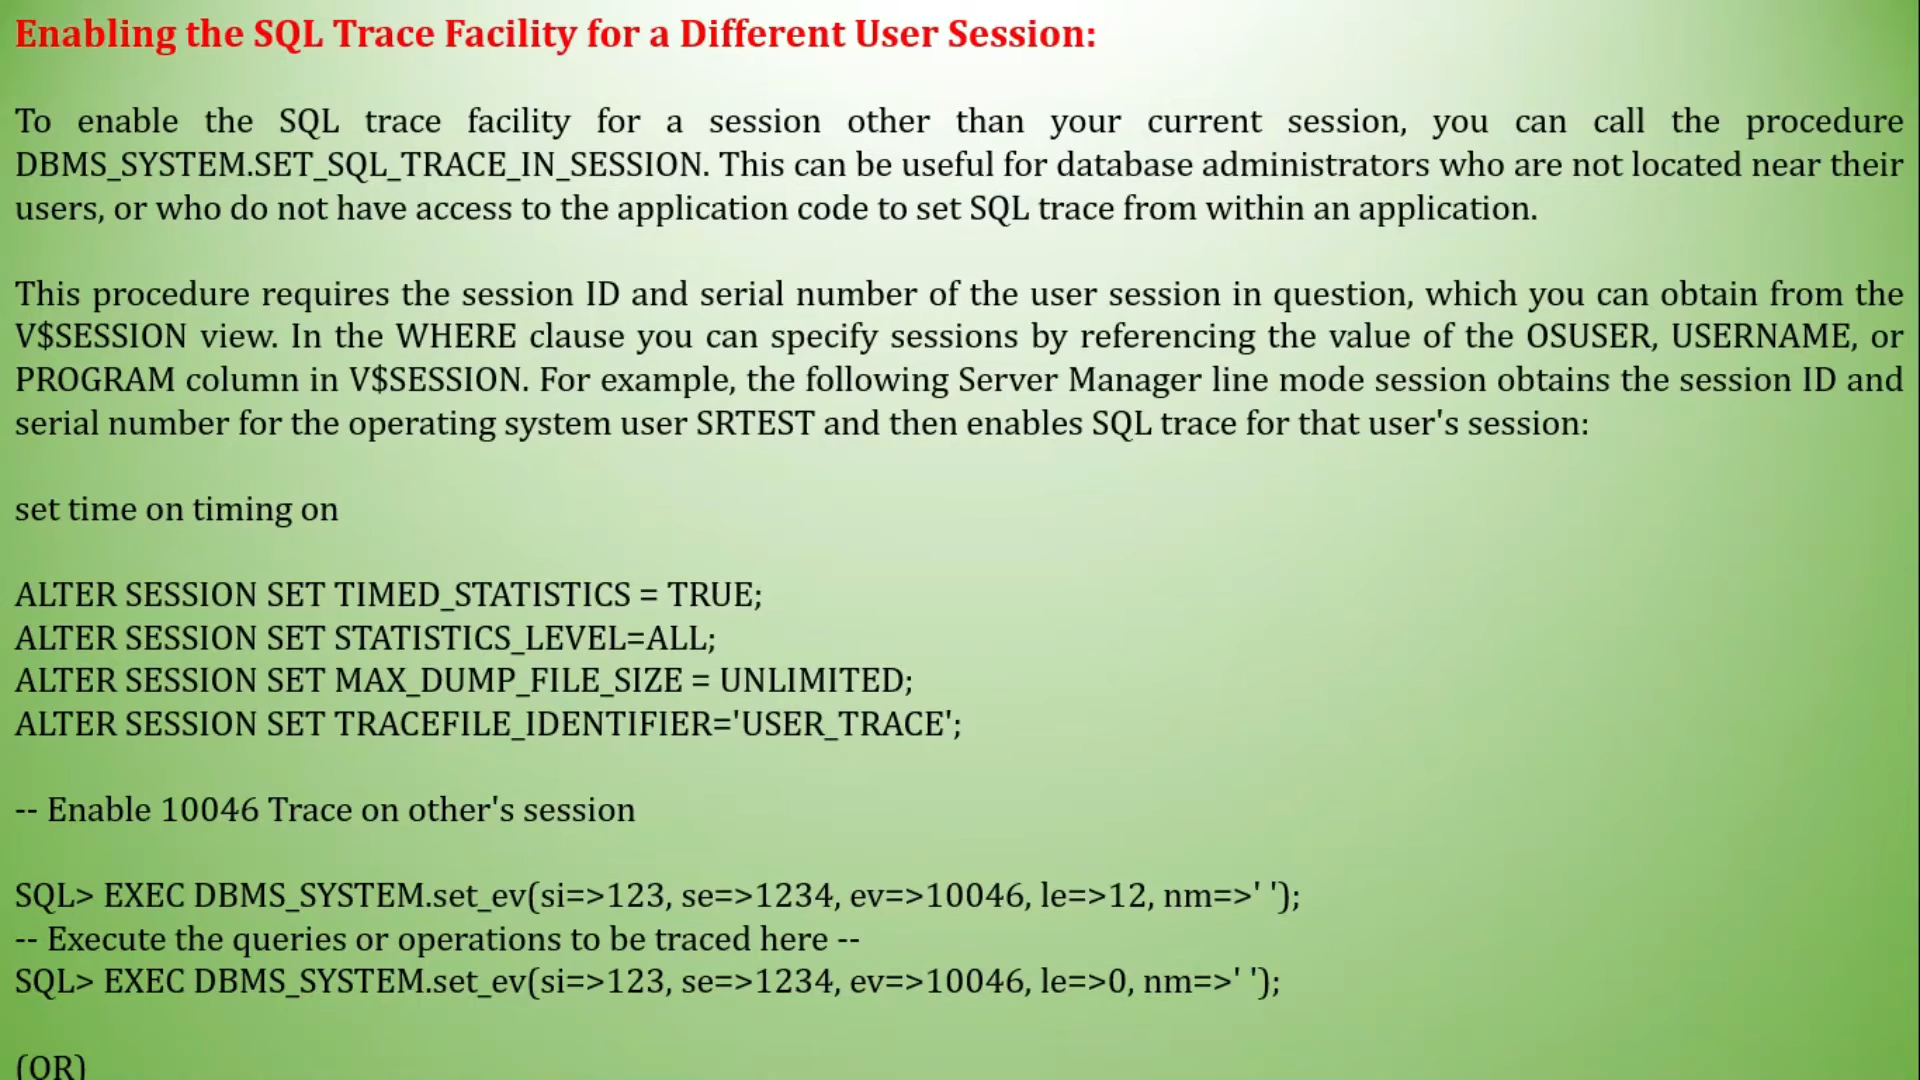 Enabling the SQL Trace Facility for a Different User Session:
To enable the SQL trace facility for a session other than your current session, you can call the procedure
DBMS_SYSTEM.SET_SQL_TRACE_IN_SESSION. This can be useful for database administrators who are not located near their
users, or who do not have access to the application code to set SQL trace from within an application.
This procedure requires the session ID and serial number of the user session in question, which you can obtain from the
V$SESSION view. In the WHERE clause you can specify sessions by referencing the value of the OSUSER, USERNAME, or
PROGRAM column in V$SESSION. For example, the following Server Manager line mode session obtains the session ID and
serial number for the operating system user SRTEST and then enables SQL trace for that user's session:
set time on timing on
ALTER SESSION SET TIMED_STATISTICS = TRUE;
ALTER SESSION SET STATISTICS_LEVEL=ALL;
ALTER SESSION SET MAX_DUMP_FILE_SIZE = UNLIMITED;
ALTER SESSION SET TRACEFILE_IDENTIFIER='USER_TRACE';
-- Enable 10046 Trace on other's session
SQL> EXEC DBMS_SYSTEM.set_ev(si=>123, se=>1234, ev=>10046, le=>12, nm=>' ');
-- Execute the queries or operations to be traced here --
SQL> EXEC DBMS_SYSTEM.set_ev(si=>123, se=>1234, ev=>10046, le=>0, nm=>' ');
(OR)